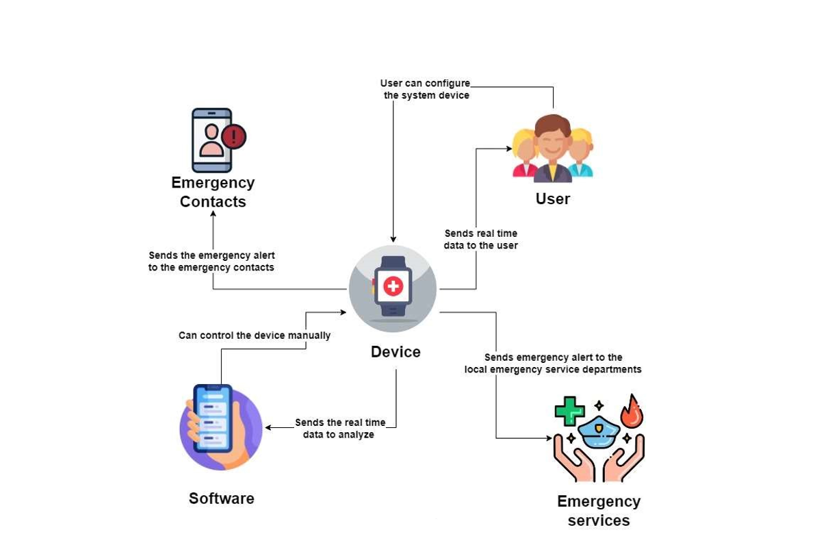 User can configure
the system device
Emergency
Contacts
User
Sends real time
data to the user
Sends the emergency alert
to the emergency contacts
Can control the device manually
Device
Sends emergency alert to the
local emergency service departments
Sends the real time
data to analyze
Software
Emergency
services